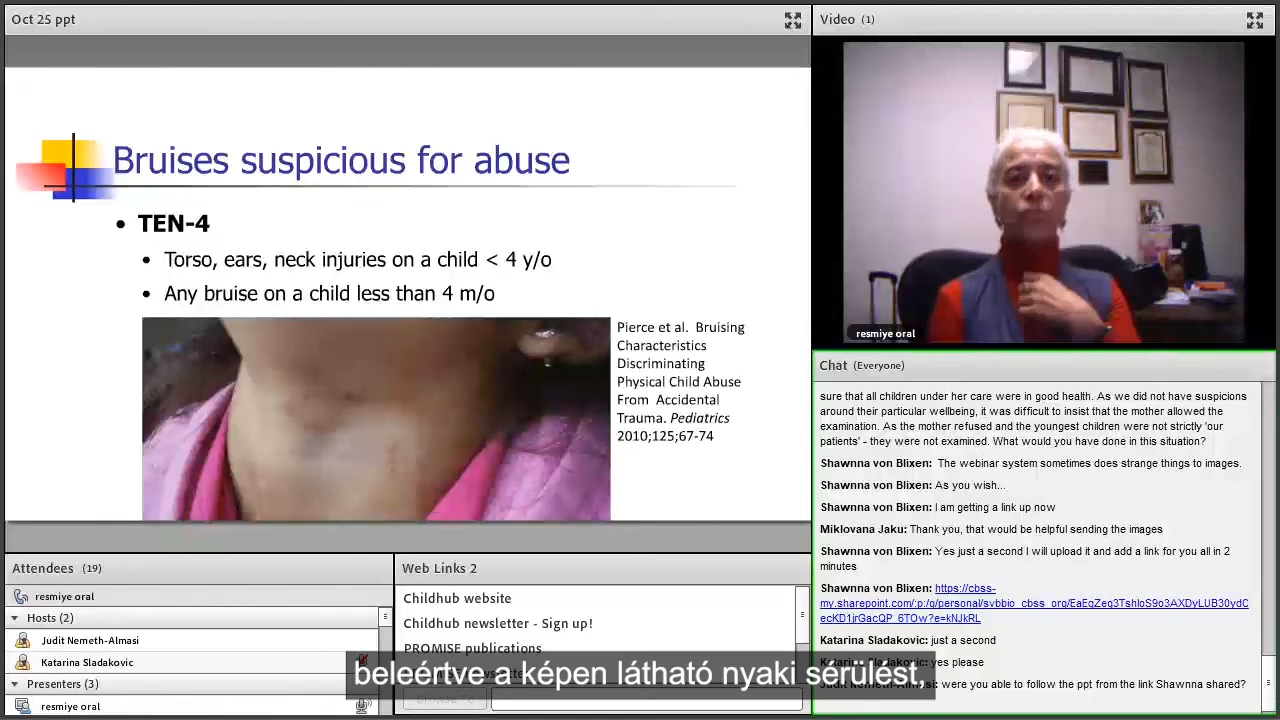 Oct 25 ppt
Bruises suspicious for abuse
• TEN-4
• Torso, ears, neck injuries on a child < 4 y/o
• Any bruise on a child less than 4 m/o
Pierce et al. Bruising
Characteristics
Discriminating
Physical Child Abuse
From Accidental
Trauma. Pediatrics
2010;125;67-74
Video (1)
resmiye oral
Chat (Everyone)
sure that all children under her care were in good health. As we did not have suspicions
around their particular wellbeing, it was difficult to insist that the mother allowed the
examination. As the mother refused and the youngest children were not strictly 'our
patients' - they were not examined. What would you have done in this situation?
Shawnna von Blixen: The webinar system sometimes does strange things to images.
Shawnna von Blixen: As you wish...
Shawnna von Blixen: I am getting a link up now
Miklovana Jaku: Thank you, that would be helpful sending the images
Shawnna von Blixen: Yes just a second I will upload it and add a link for you all in 2
minutes
Shawnna von Blixen: https://cbss-
Katarina Sladakovic: just a second
Katarina Sladakovic: yes please
were you able to follow the ppt from the link Shawnna shared?
Attendees (19)
resmiye oral
Hosts (2)
Judit Nemeth-Almasi
Katarina Sladakovic
Presenters (3)
resmiye oral
Web Links 2
Childhub website
Childhub newsletter - Sign up!
PROMISE publications
Browse To
beleértve a képen látható nyaki sérülést,